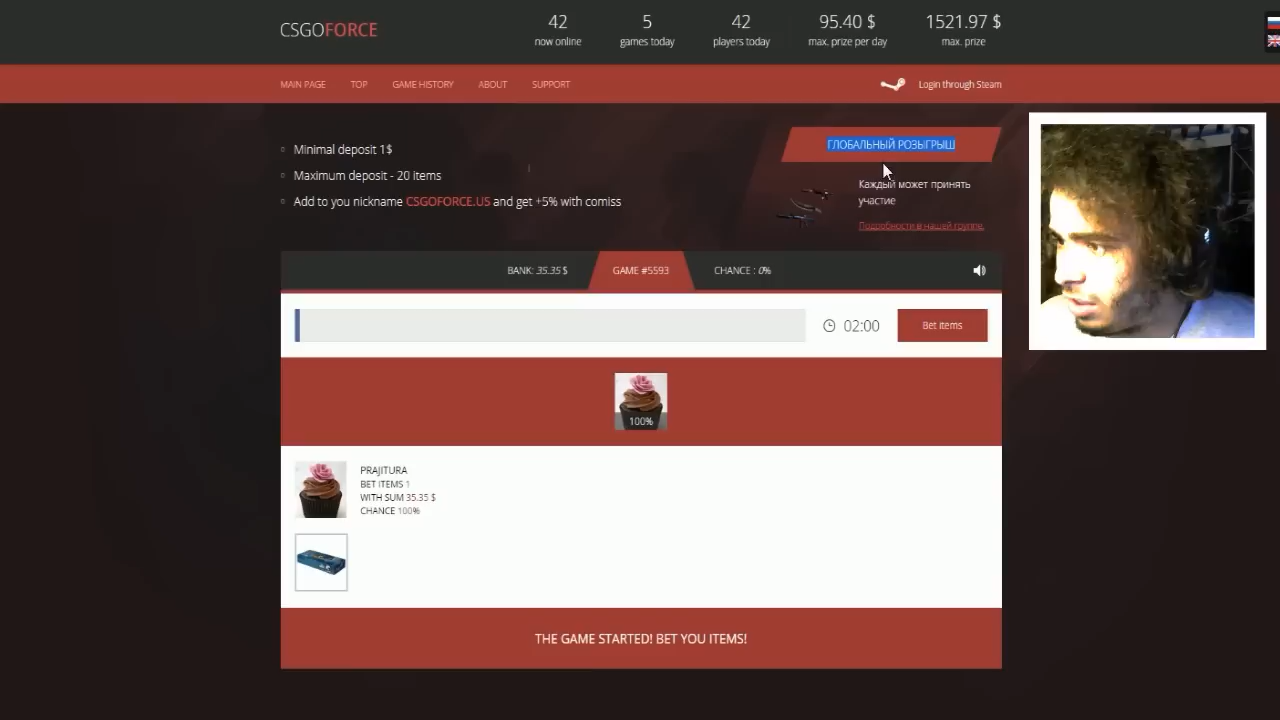 CSGOFORCE
42
now online
5
games today
42
players today
95.40 $
max. prize per day
1521.97 $
max. prize
MAIN PAGE
TOP
GAME HISTORY
ABOUT
SUPPORT
Login through Steam
Minimal deposit 1$
Maximum deposit - 20 items
Add to you nickname CSGOFORCE.US and get +5% with comiss
ГЛОБАЛЬНЫЙ РОЗЫГРЫШ
Каждый может принять
участие
Подробности в нашей группе.
BANK: 35.35 $
GAME #5593
CHANCE : 0%
02:00
Bet items
100%
PRAJITURA
BET ITEMS 1
WITH SUM 35.35 $
CHANCE 100%
THE GAME STARTED! BET YOU ITEMS!